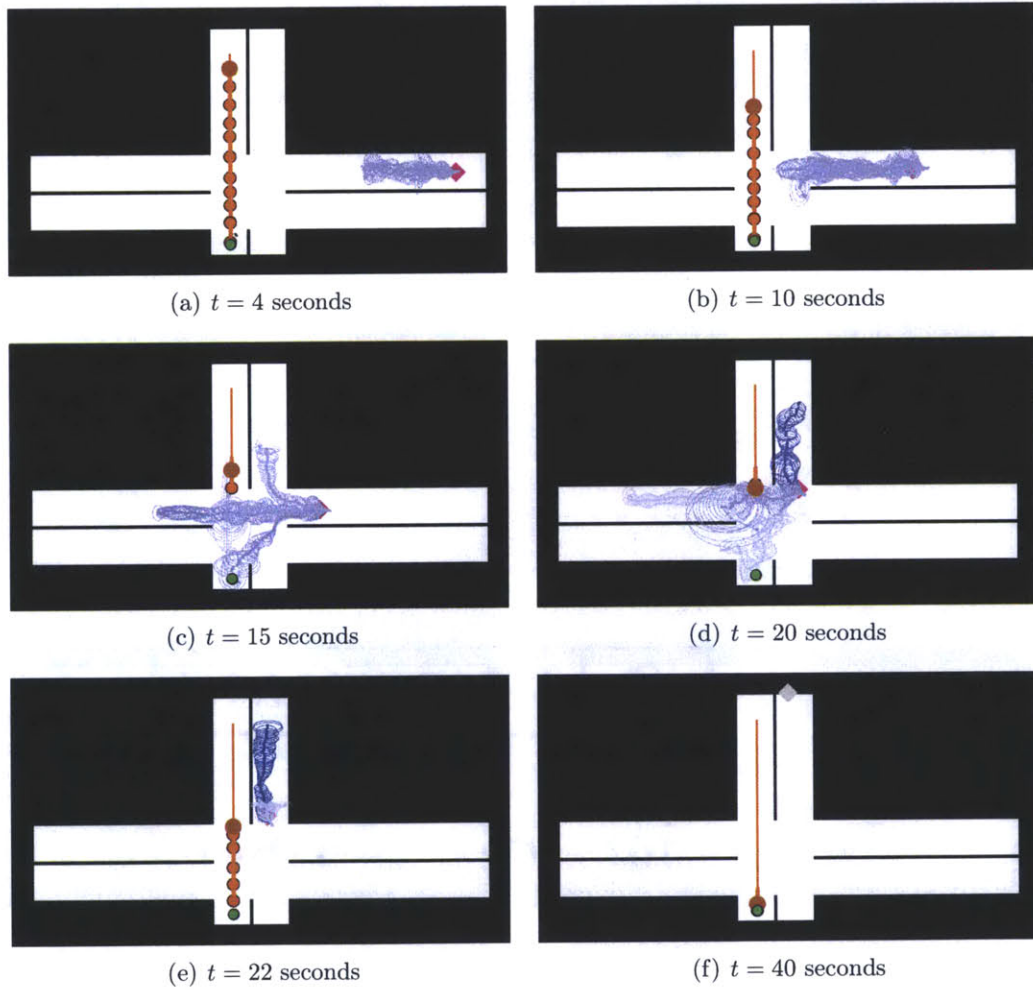 (a) t = 4 seconds
(b) t = 10 seconds
(c) t = 15 seconds
(d) t = 20 seconds
(e) t = 22 seconds
(f) t = 40 seconds